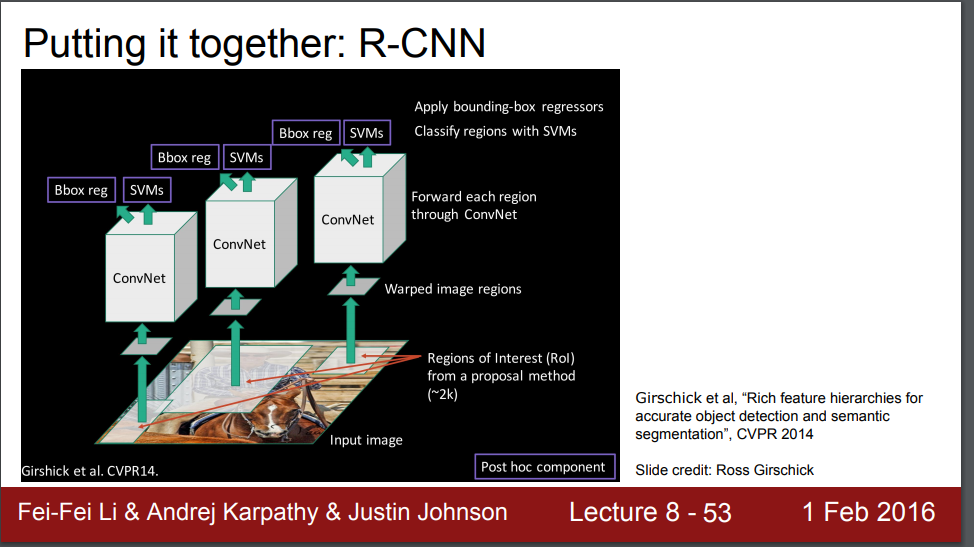 Putting it together: R-CNN
Apply bounding-box regressors
Bbox reg
SVMs
Classify regions with SVMs
Bbox reg
SVMs
Bbox reg
SVMs
Forward each region
through ConvNet
ConvNet
ConvNet
ConvNet
Warped image regions
Regions of Interest (RoI)
from a proposal method
(~2k)
Input image
Girschick et al, “Rich feature hierarchies for
accurate object detection and semantic
segmentation”, CVPR 2014
Girshick et al. CVPR14.
Post hoc component
Slide credit: Ross Girschick
Fei-Fei Li & Andrej Karpathy & Justin Johnson
Lecture 8 - 53
1 Feb 2016